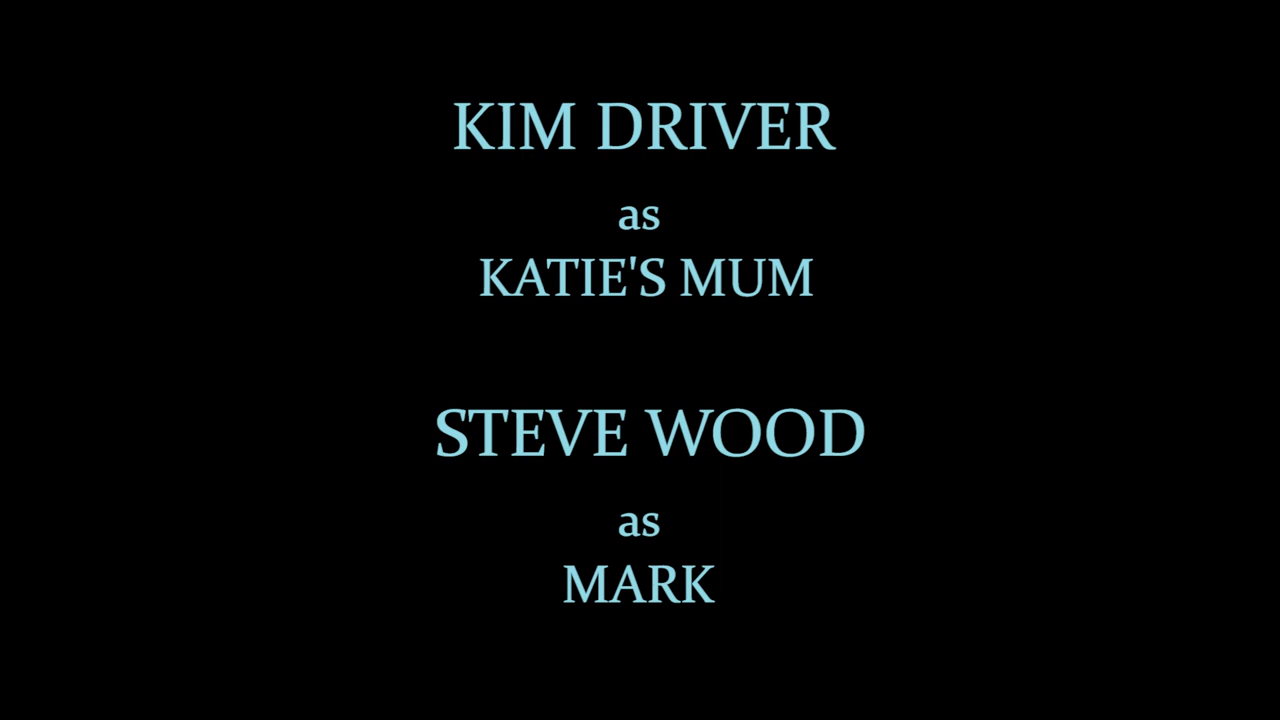 KIM DRIVER
as
KATIE'S MUM
STEVE WOOD
as
MARK